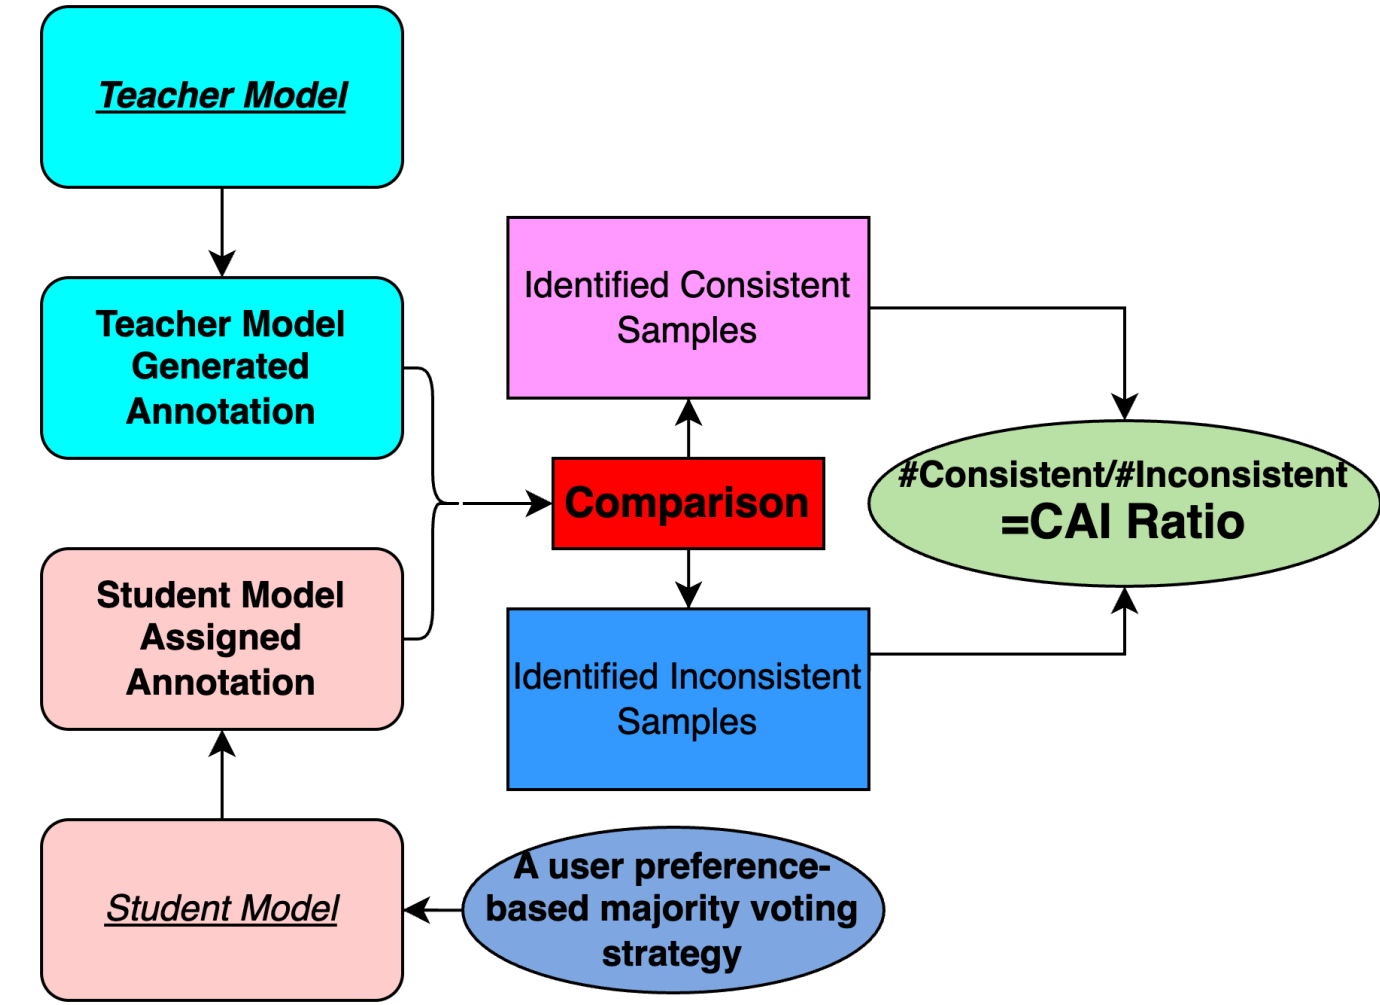 Teacher Model
Teacher Model
Generated
Annotation
Identified Consistent
Samples
Comparison
#Consistent/#Inconsistent
=CAI Ratio
Student Model
Assigned
Annotation
Identified Inconsistent
Samples
Student Model
A user preference-
based majority voting
strategy